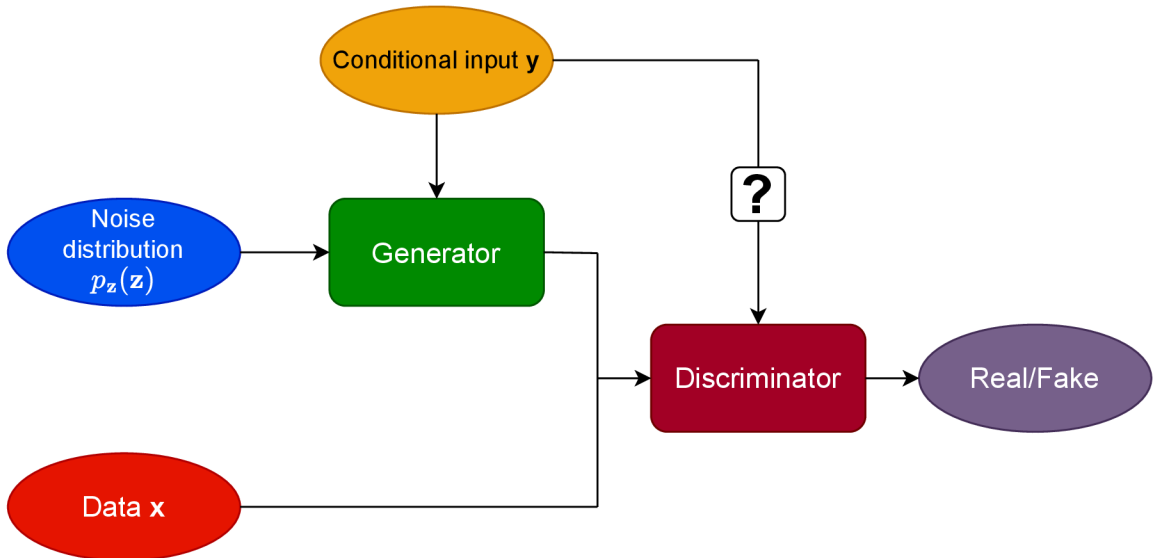 Conditional input y
?
Noise
distribution
p_z(z)
Generator
Discriminator
Real/Fake
Data x